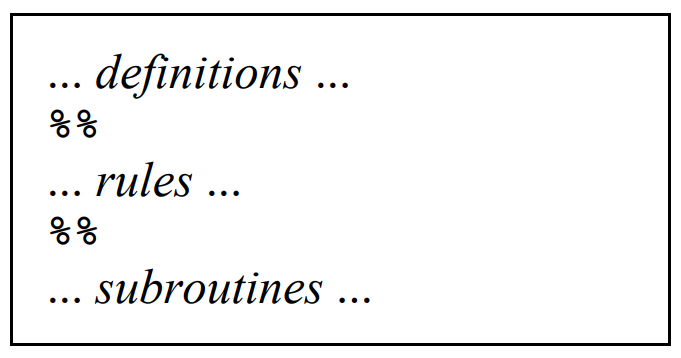 ... definitions ...
%%
... rules ...
%%
... subroutines ...